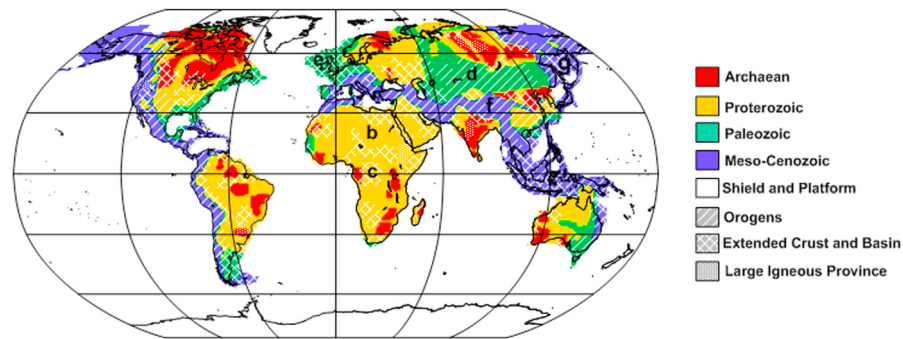 a
e
d
g
f
b
c
Archaean
Proterozoic
Paleozoic
Meso-Cenozoic
Shield and Platform
Orogens
Extended Crust and Basin
Large Igneous Province